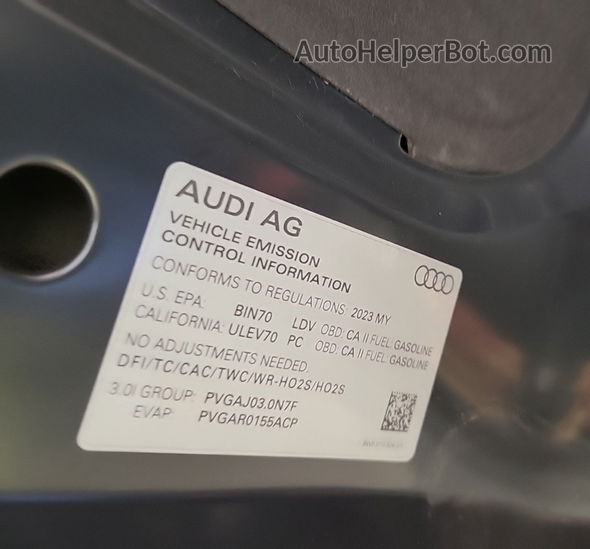 AutoHelperBot.com
AUDI AG
VEHICLE EMISSION
CONTROL INFORMATION
CONFORMS TO REGULATIONS: 2023 MY
U.S. EPA: BIN70 LDV OBD: CA II FUEL: GASOLINE
CALIFORNIA: ULEV70 PC OBD: CA II FUEL: GASOLINE
NO ADJUSTMENTS NEEDED
DFI/TC/CAC/TWC/WR-HO2S/HO2S
3.0l GROUP: PVGAJ03.0N7F
EVAP: PVGAR0155ACP